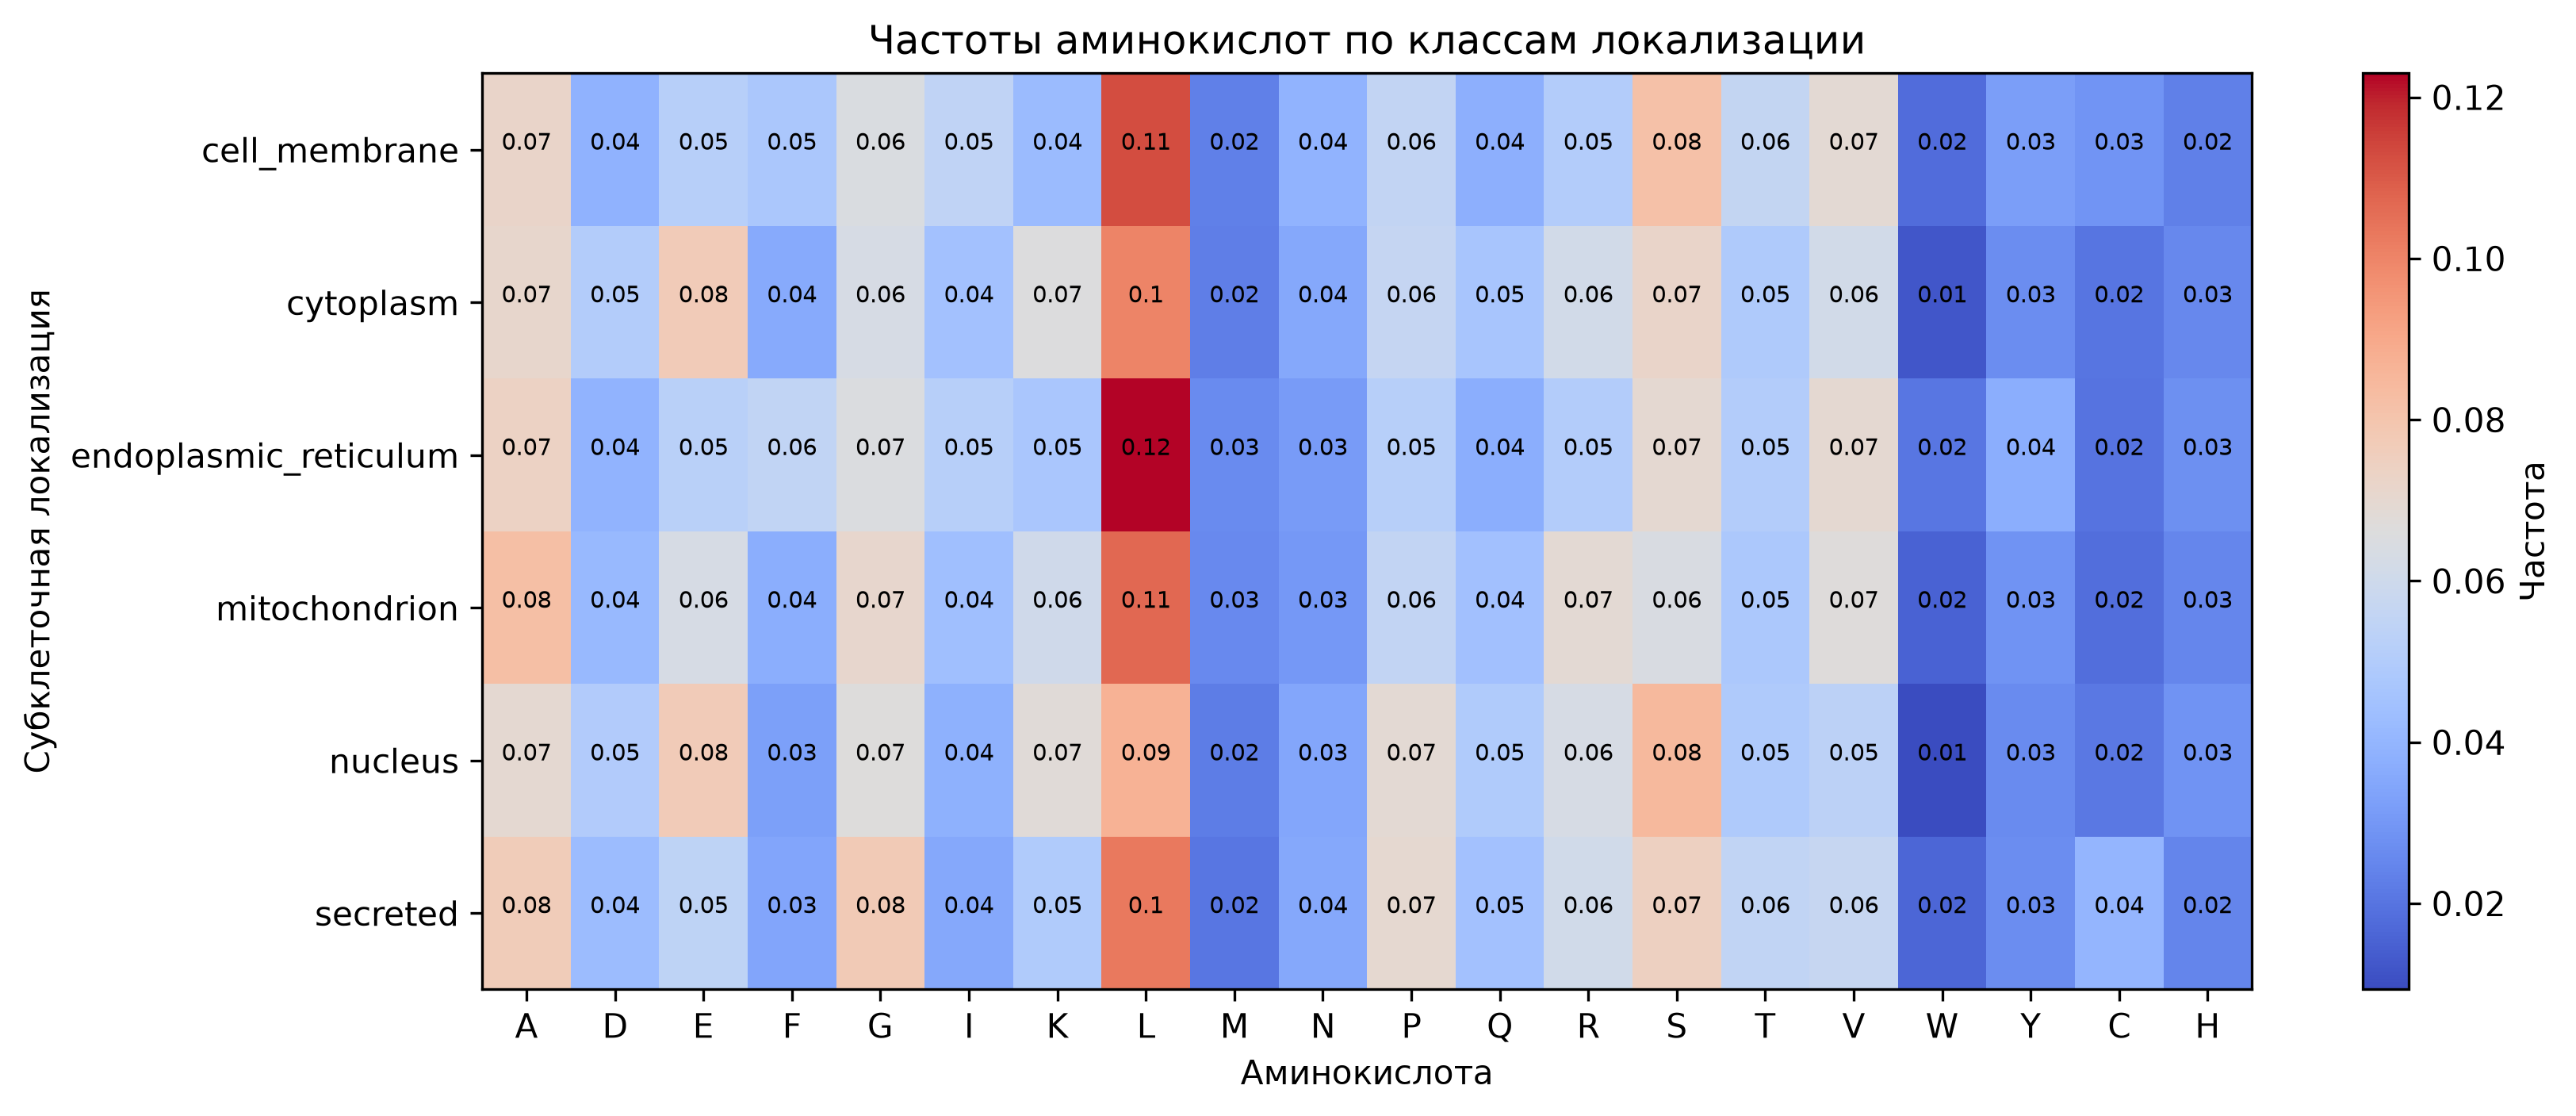 Частоты аминокислот по классам локализации
Субклеточная локализация
cell_membrane 0.07 0.04 0.05 0.05 0.06 0.05 0.04 0.11 0.02 0.04 0.06 0.04 0.05 0.08 0.06 0.07 0.02 0.03 0.03 0.02
cytoplasm 0.07 0.05 0.08 0.04 0.06 0.04 0.07 0.1 0.02 0.04 0.06 0.05 0.06 0.07 0.05 0.06 0.01 0.03 0.02 0.03
endoplasmic_reticulum 0.07 0.04 0.05 0.06 0.07 0.05 0.05 0.12 0.03 0.03 0.05 0.04 0.05 0.07 0.05 0.07 0.02 0.04 0.02 0.03
mitochondrion 0.08 0.04 0.06 0.04 0.07 0.04 0.06 0.11 0.03 0.03 0.06 0.04 0.07 0.06 0.05 0.07 0.02 0.03 0.02 0.03
nucleus 0.07 0.05 0.08 0.03 0.07 0.04 0.07 0.09 0.02 0.03 0.07 0.05 0.06 0.08 0.05 0.05 0.01 0.03 0.02 0.03
secreted 0.08 0.04 0.05 0.03 0.08 0.04 0.05 0.1 0.02 0.04 0.07 0.05 0.06 0.07 0.06 0.06 0.02 0.03 0.04 0.02
A D E F G I K L M N P Q R S T V W Y C H
Аминокислота
0.12
0.10
0.08
0.06
0.04
0.02
Частота